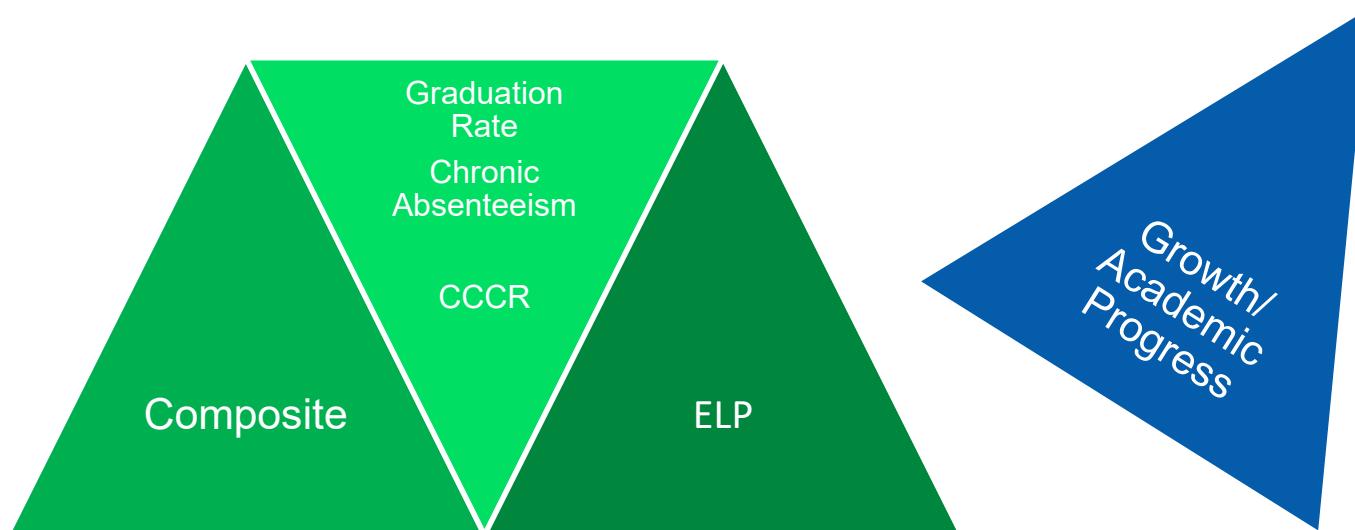 Graduation
Rate
Chronic
Absenteeism
CCCR
Composite
ELP
Growth/
Academic
Progress